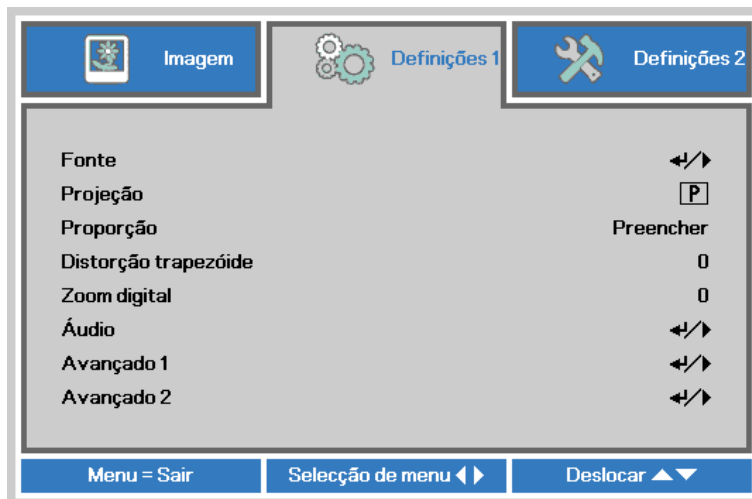 Imagem
Definições 1
Definições 2
Fonte ↵/▶
Projeção P
Proporção Preencher
Distorção trapezóide 0
Zoom digital 0
Áudio ↵/▶
Avançado 1 ↵/▶
Avançado 2 ↵/▶
Menu = Sair
Selecção de menu ◀ ▶
Deslocar ▲▼